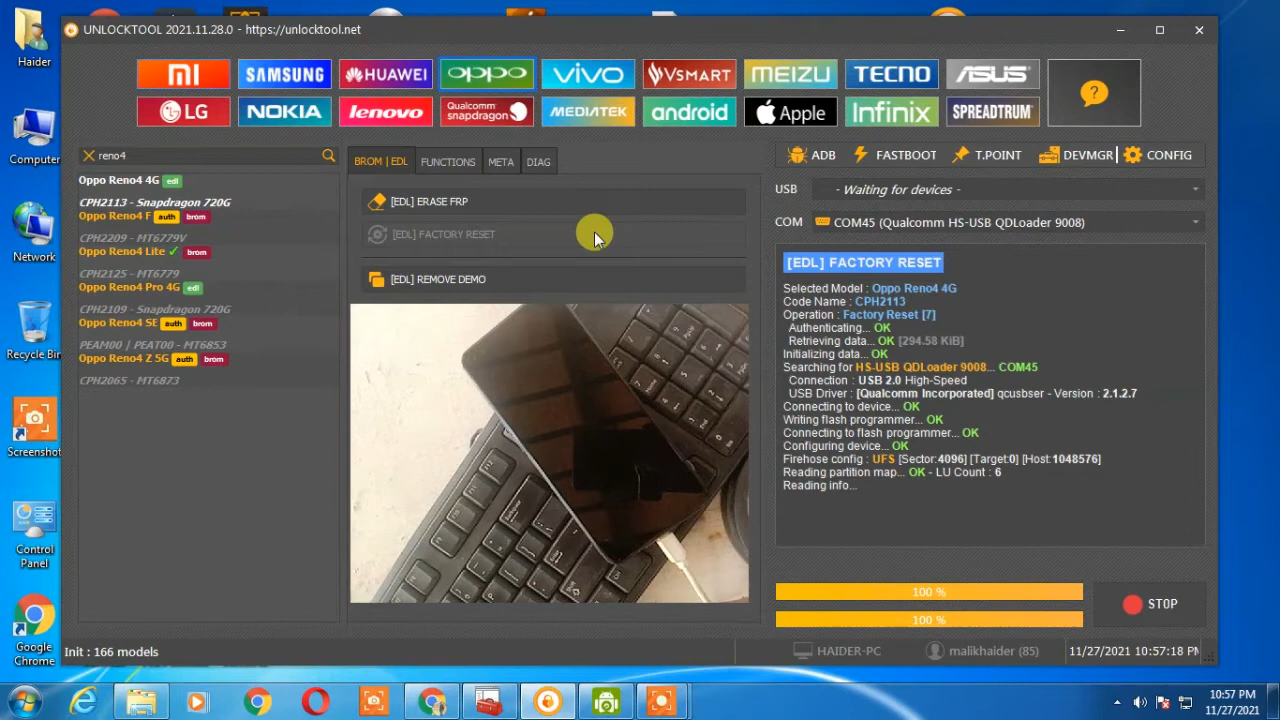 Haider
Computer
Network
Recycle Bin
Screenshot
Control
Panel
Google
Chrome
UNLOCKTOOL 2021.11.28.0 - https://unlocktool.net
MI
SAMSUNG
HUAWEI
oppo
vivo
VSMART
MEIZU
TECNO
ASUS
?
LG
NOKIA
lenovo
Qualcomm
snapdragon
MEDIATEK
android
Apple
Infinix
SPREADTRUM
reno4
Oppo Reno4 4G edl
CPH2113 - Snapdragon 720G
Oppo Reno4 F auth brom
CPH2209 - MT6779V
Oppo Reno4 Lite ✓ brom
CPH2125 - MT6779
Oppo Reno4 Pro 4G edl
CPH2109 - Snapdragon 720G
Oppo Reno4 SE auth brom
PEAM00 | PEAT00 - MT6853
Oppo Reno4 Z 5G auth brom
CPH2065 - MT6873
BROM | EDL FUNCTIONS META DIAG
[EDL] ERASE FRP
[EDL] FACTORY RESET
[EDL] REMOVE DEMO
ADB FASTBOOT T.POINT DEVMGR CONFIG
USB - Waiting for devices -
COM COM45 (Qualcomm HS-USB QDLoader 9008)
[EDL] FACTORY RESET
Selected Model : Oppo Reno4 4G
Code Name : CPH2113
Operation : Factory Reset [7]
Authenticating... OK
Retrieving data... OK [294.58 KiB]
Initializing data... OK
Searching for HS-USB QDLoader 9008... COM45
Connection : USB 2.0 High-Speed
USB Driver : [Qualcomm Incorporated] qcusbser - Version : 2.1.2.7
Connecting to device... OK
Writing flash programmer... OK
Connecting to flash programmer... OK
Configuring device... OK
Firehose config : UFS [Sector:4096] [Target:0] [Host:1048576]
Reading partition map... OK - LU Count : 6
Reading info...
100 %
100 %
STOP
Init : 166 models
HAIDER-PC
malikhaider (85)
11/27/2021 10:57:18 PM
10:57 PM
11/27/2021